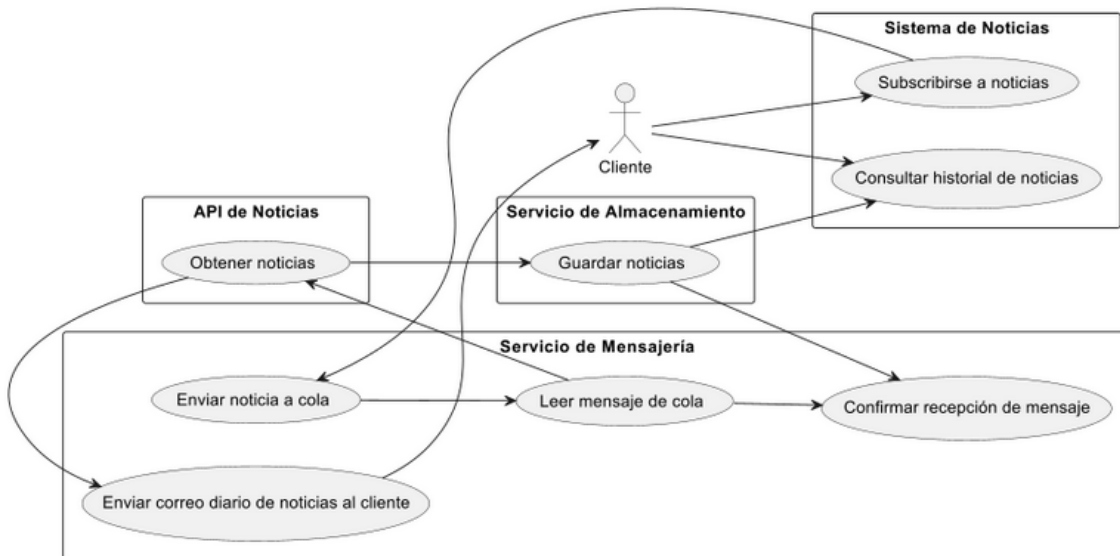 Sistema de Noticias
Subscribirse a noticias
Cliente
Consultar historial de noticias
API de Noticias
Servicio de Almacenamiento
Obtener noticias
Guardar noticias
Servicio de Mensajería
Enviar noticia a cola
Leer mensaje de cola
Confirmar recepción de mensaje
Enviar correo diario de noticias al cliente